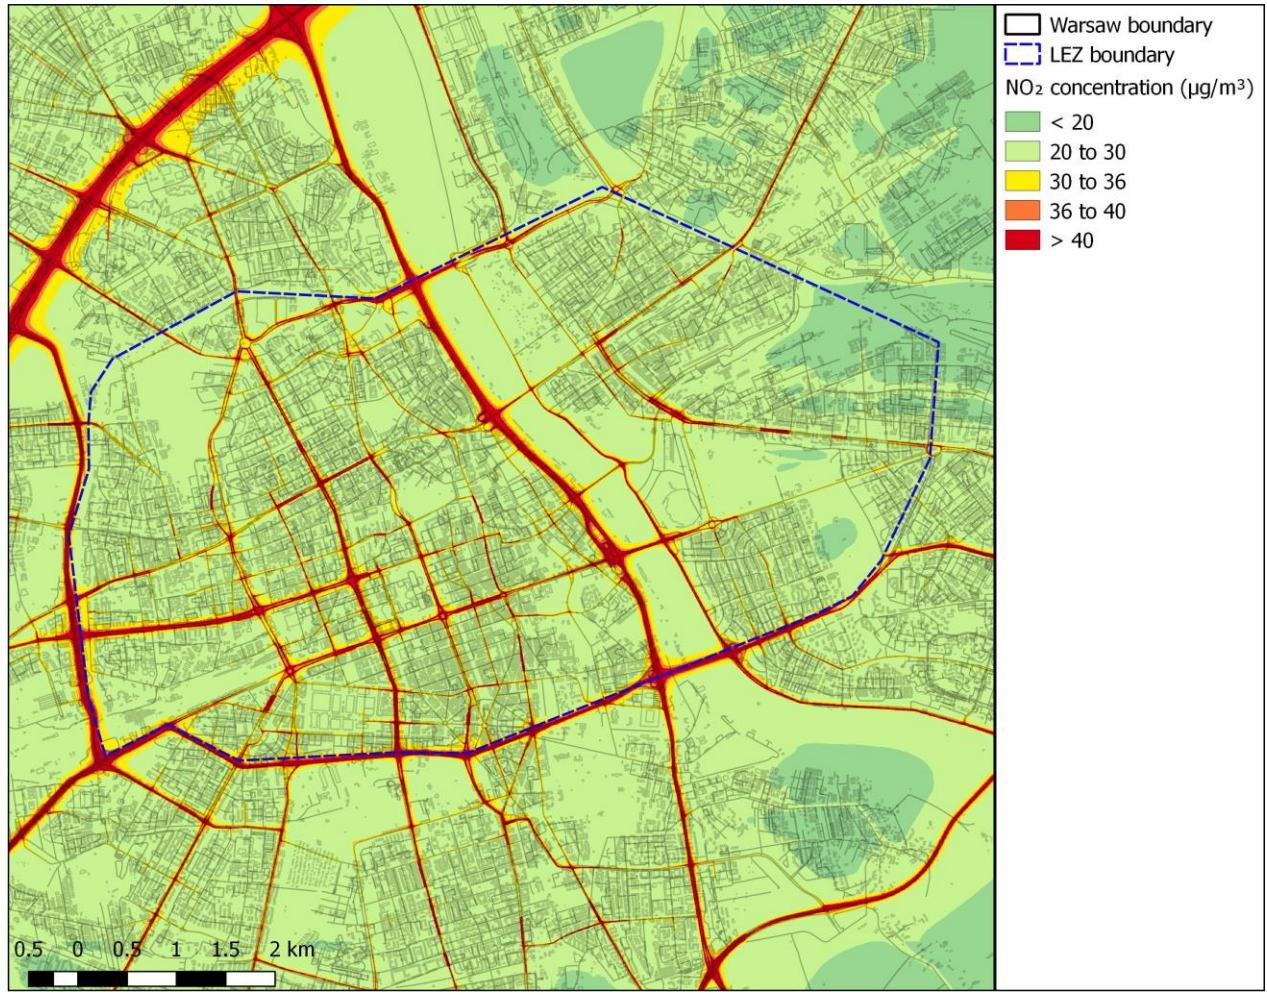 Warsaw boundary
LEZ boundary
NO₂ concentration (µg/m³)
< 20
20 to 30
30 to 36
36 to 40
> 40
0.5 0 0.5 1 1.5 2 km